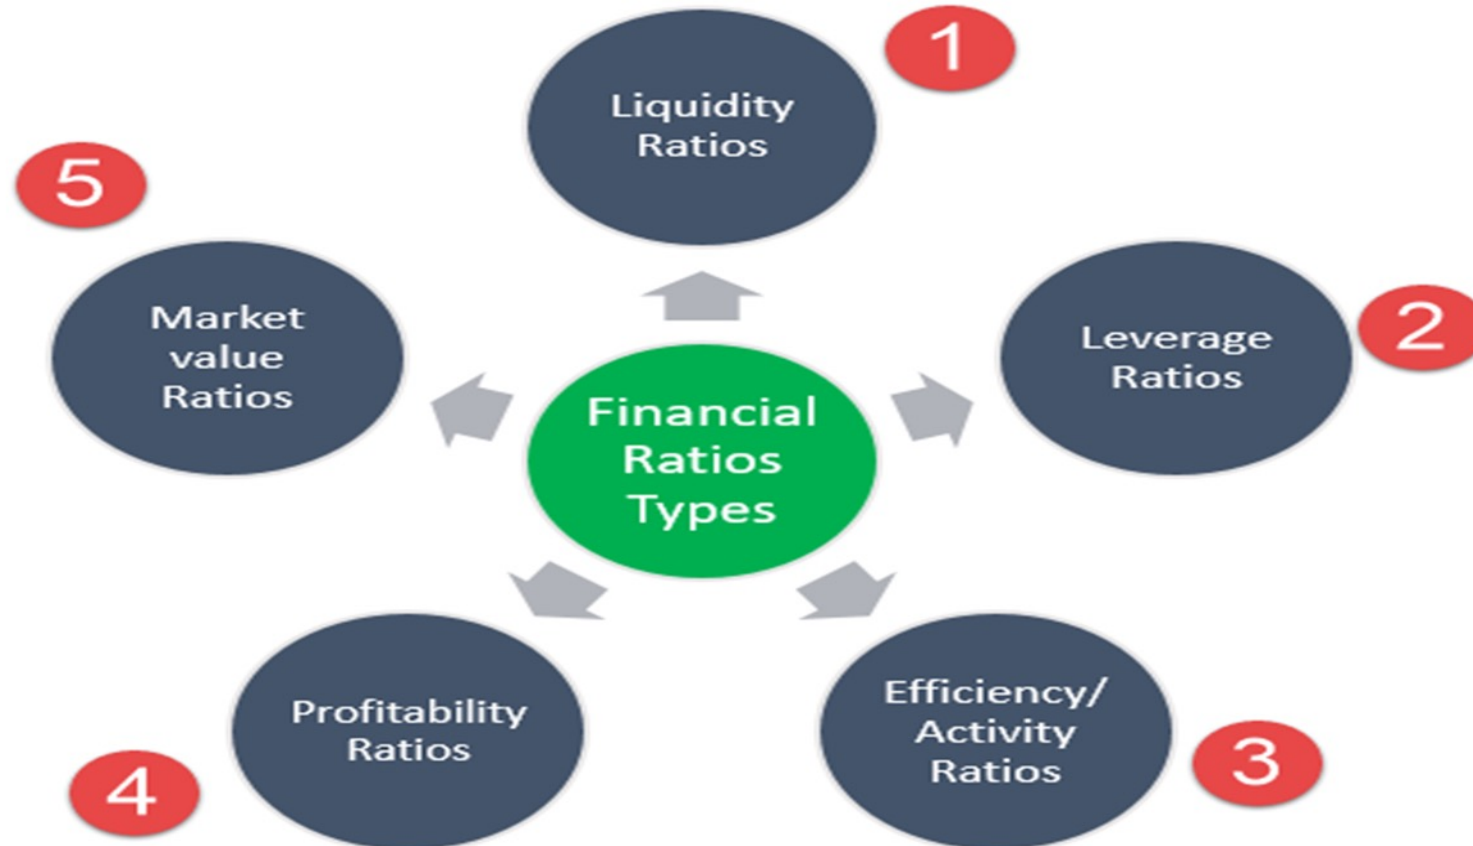 1
Liquidity
Ratios
5
Market
value
Ratios
2
Leverage
Ratios
Financial
Ratios
Types
Profitability
Ratios
4
Efficiency/
Activity
Ratios
3